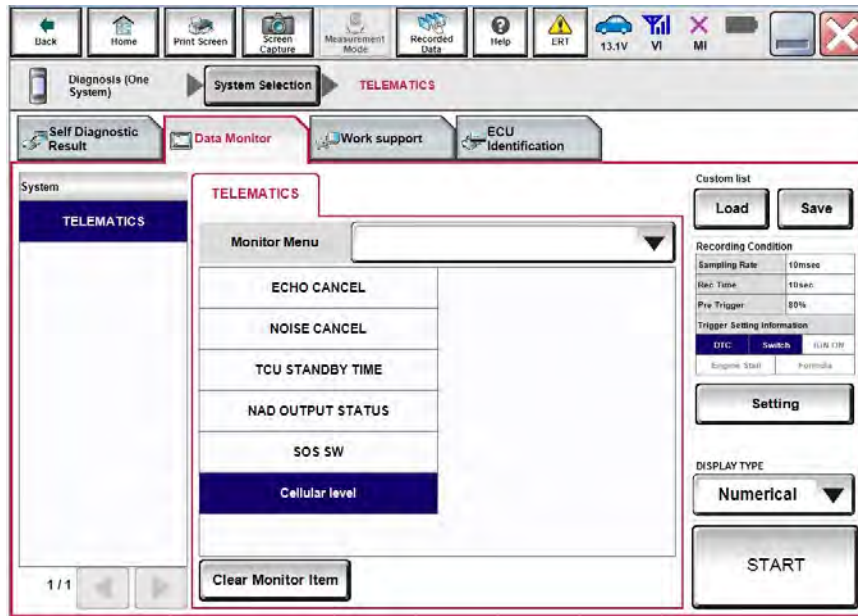 Back
Home
Print Screen
Screen
Capture
Measurement
Mode
Recorded
Data
Help
ERT
13.1V
VI
MI
Diagnosis (One
System)
System Selection
TELEMATICS
Self Diagnostic
Result
Data Monitor
Work support
ECU
Identification
System
TELEMATICS
1/1
TELEMATICS
Monitor Menu
ECHO CANCEL
NOISE CANCEL
TCU STANDBY TIME
NAD OUTPUT STATUS
SOS SW
Cellular level
Clear Monitor Item
Custom list
Load
Save
Recording Condition
Sampling Rate 10msec
Rec Time 10sec
Pre Trigger 80%
Trigger Setting Information
DTC Switch IGN ON
Engine Start Formula
Setting
DISPLAY TYPE
Numerical
START